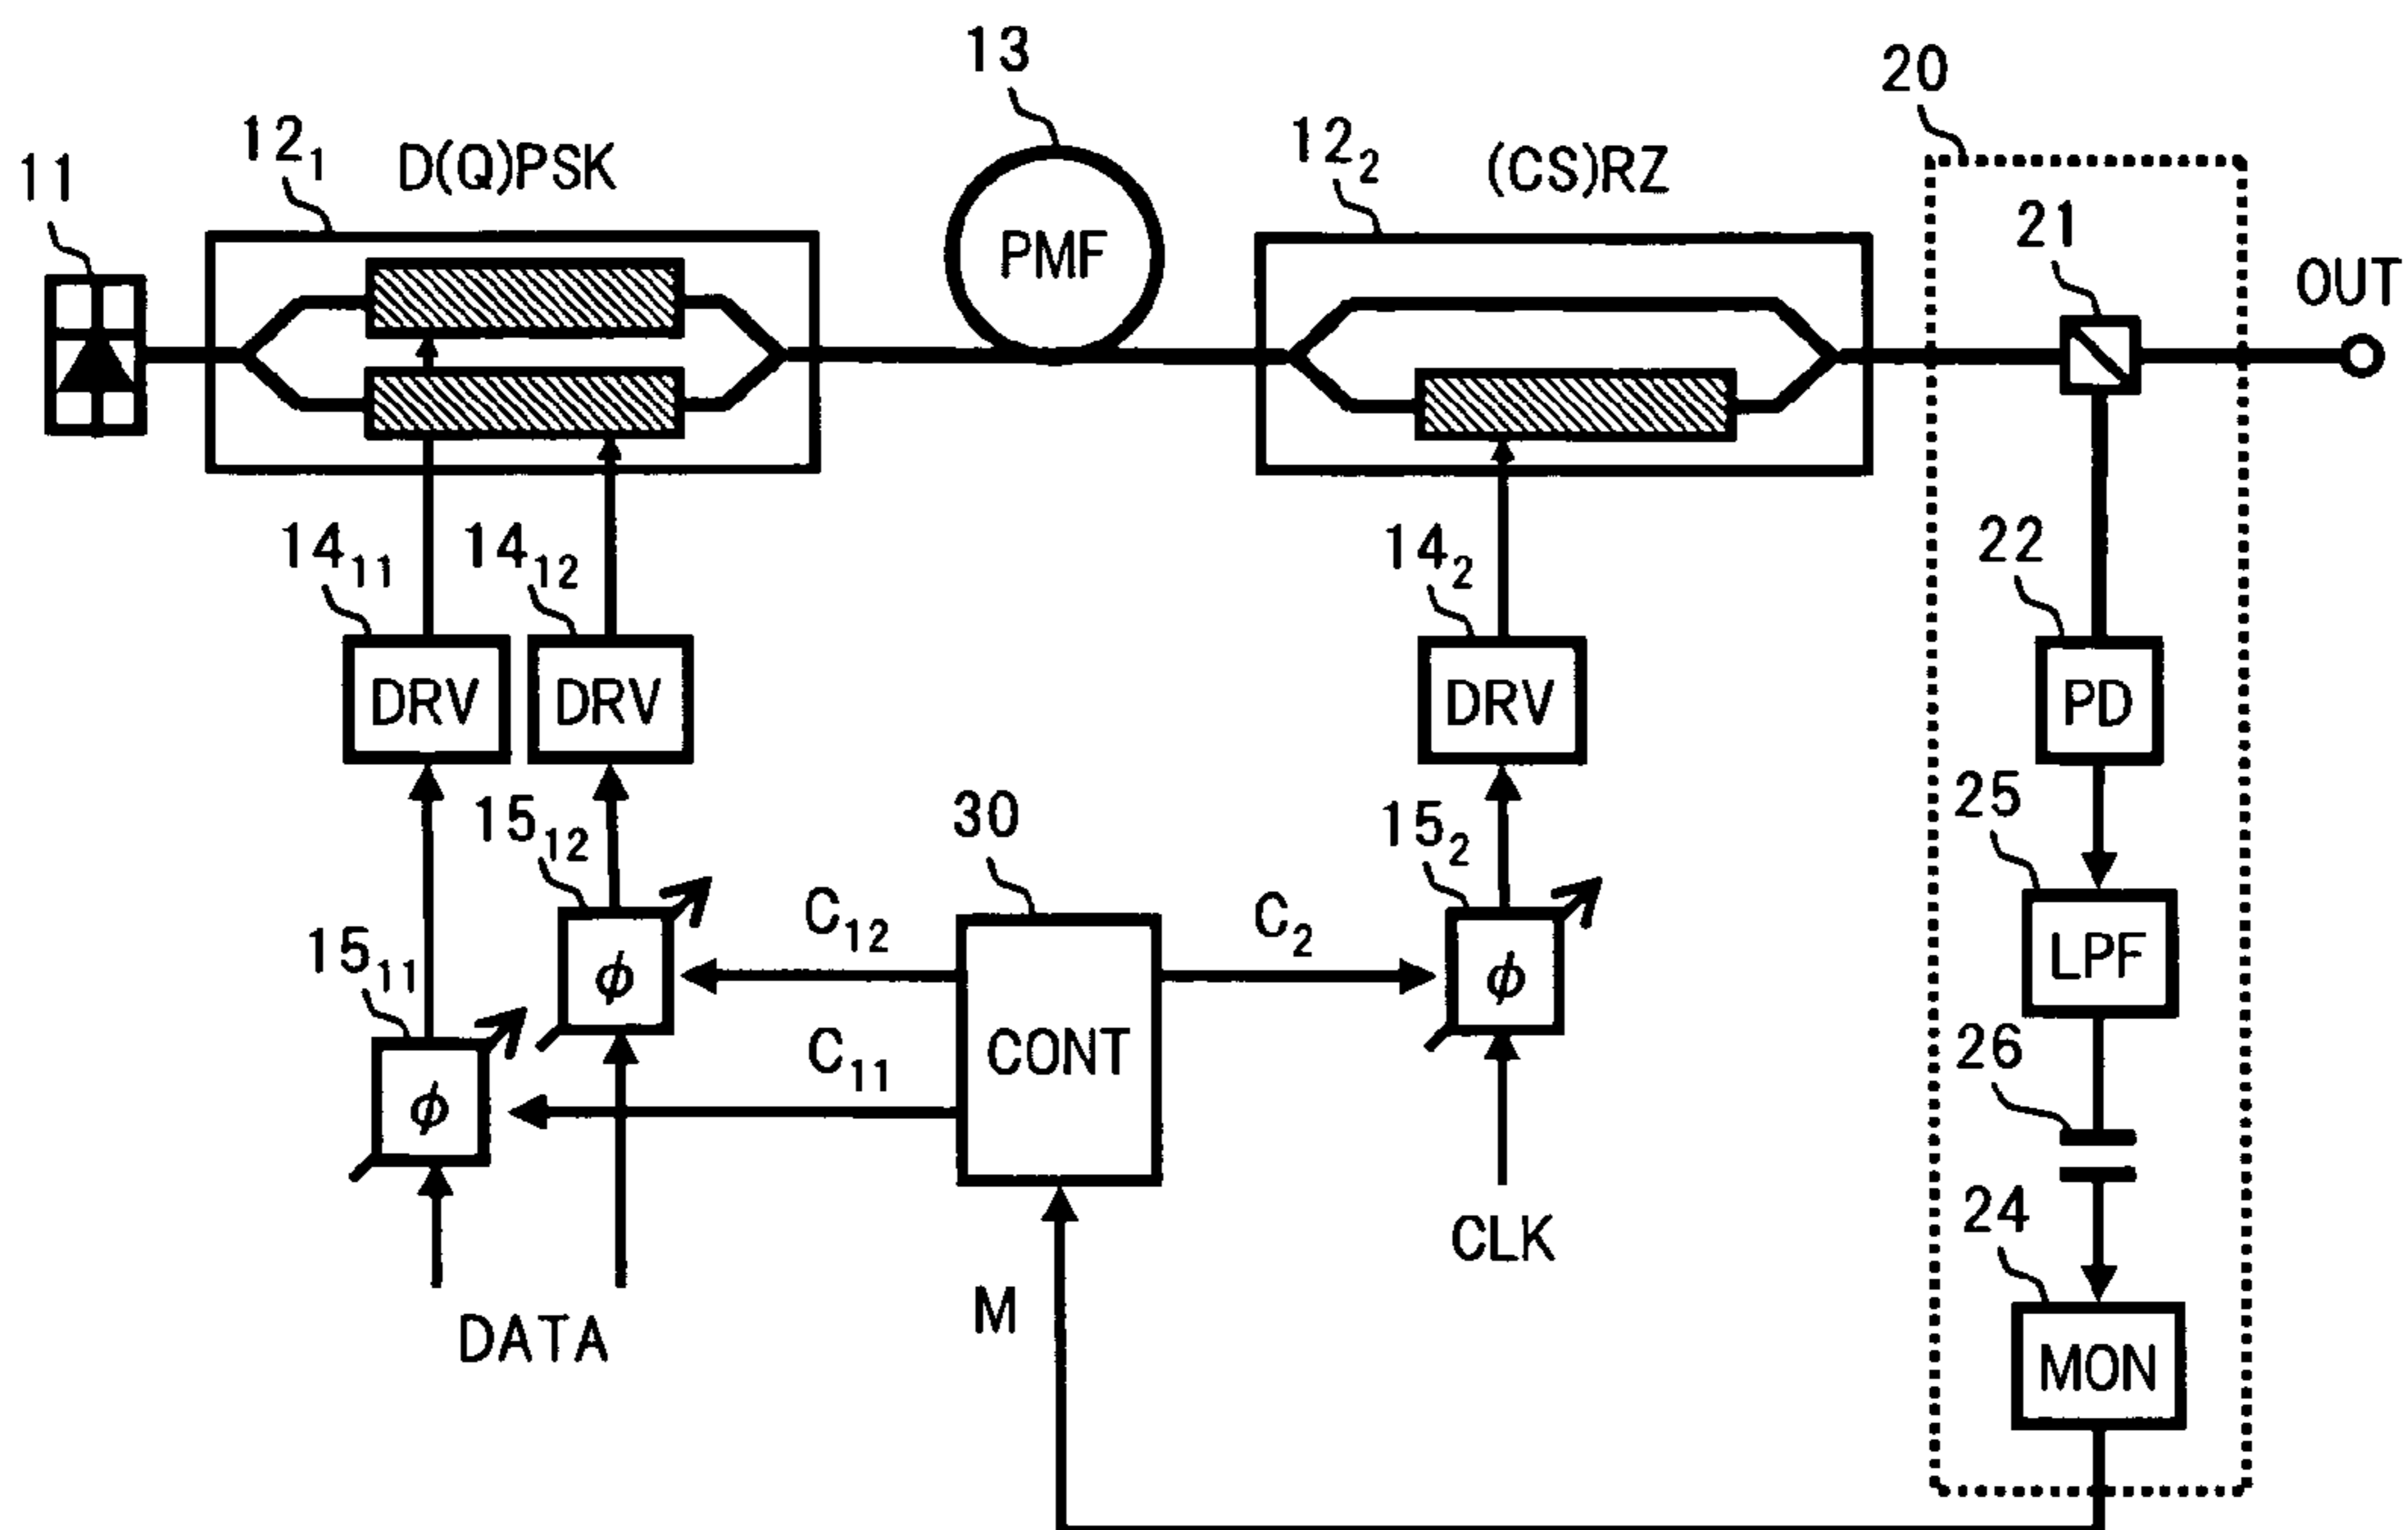 13
20
12₁ D(Q)PSK
12₂ (CS)RZ
11
21
PMF
OUT
14₁₁ 14₁₂
14₂
22
DRV DRV
DRV
PD
15₁₂
30
15₂
25
C₁₂
C₂
15₁₁
LPF
φ
φ
C₁₁
CONT
26
φ
24
CLK
M
DATA
MON